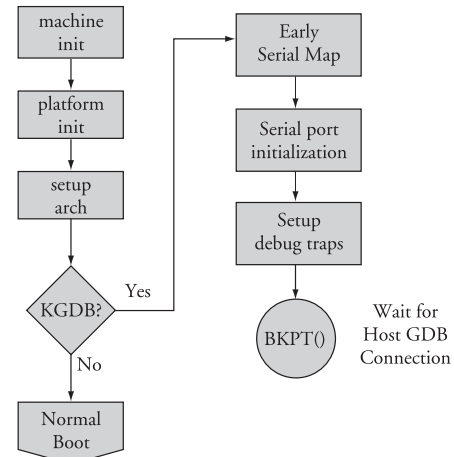 machine
init
platform
init
setup
arch
KGDB?
Yes
No
Normal
Boot
Early
Serial Map
Serial port
initialization
Setup
debug traps
BKPT()
Wait for
Host GDB
Connection